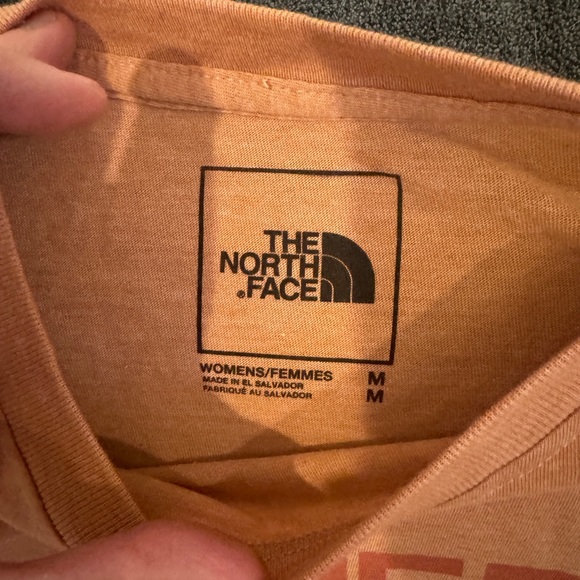 THE
NORTH
®FACE
WOMENS/FEMMES M
MADE IN EL SALVADOR
FABRIQUÉ AU SALVADOR M